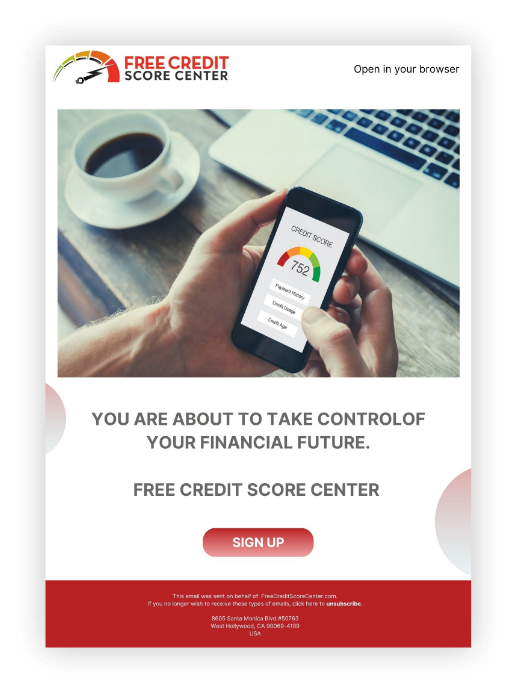 FREE CREDIT
SCORE CENTER
Open in your browser
CREDIT SCORE
752
Payment History
Credit Usage
Credit Age
YOU ARE ABOUT TO TAKE CONTROLOF
YOUR FINANCIAL FUTURE.
FREE CREDIT SCORE CENTER
SIGN UP
This email was sent on behalf of FreeCreditScoreCenter.com.
If you no longer wish to receive these types of emails, click here to unsubscribe.
8605 Santa Monica Blvd #50763
West Hollywood, CA 90069-4109
USA